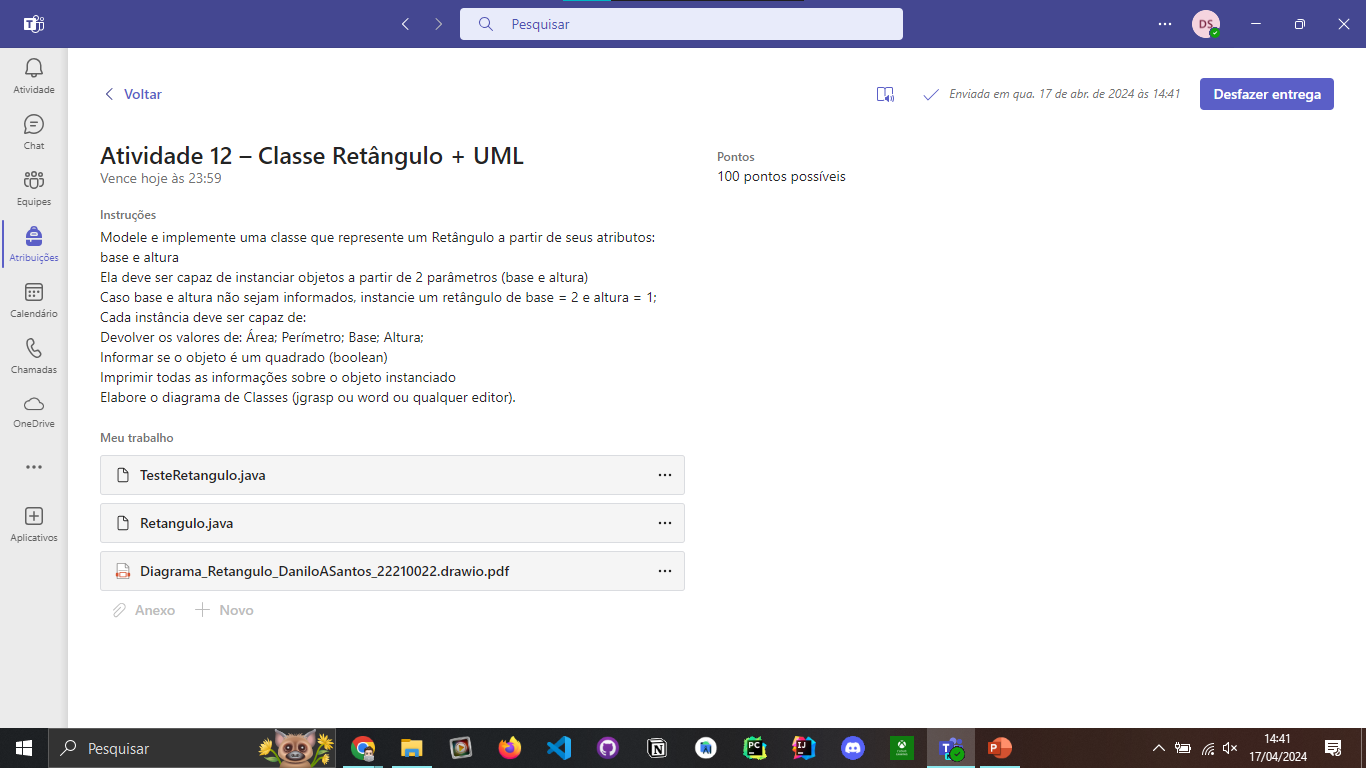 Pesquisar
DS
Atividade
Chat
Equipes
Atribuições
Calendário
Chamadas
OneDrive
Aplicativos
Voltar
Enviada em qua. 17 de abr. de 2024 às 14:41
Desfazer entrega
Atividade 12 – Classe Retângulo + UML
Vence hoje às 23:59
Pontos
100 pontos possíveis
Instruções
Modele e implemente uma classe que represente um Retângulo a partir de seus atributos:
base e altura
Ela deve ser capaz de instanciar objetos a partir de 2 parâmetros (base e altura)
Caso base e altura não sejam informados, instancie um retângulo de base = 2 e altura = 1;
Cada instância deve ser capaz de:
Devolver os valores de: Área; Perímetro; Base; Altura;
Informar se o objeto é um quadrado (boolean)
Imprimir todas as informações sobre o objeto instanciado
Elabore o diagrama de Classes (jgrasp ou word ou qualquer editor).
Meu trabalho
TesteRetangulo.java
Retangulo.java
Diagrama_Retangulo_DaniloASantos_22210022.drawio.pdf
Anexo
Novo
Pesquisar
14:41
17/04/2024